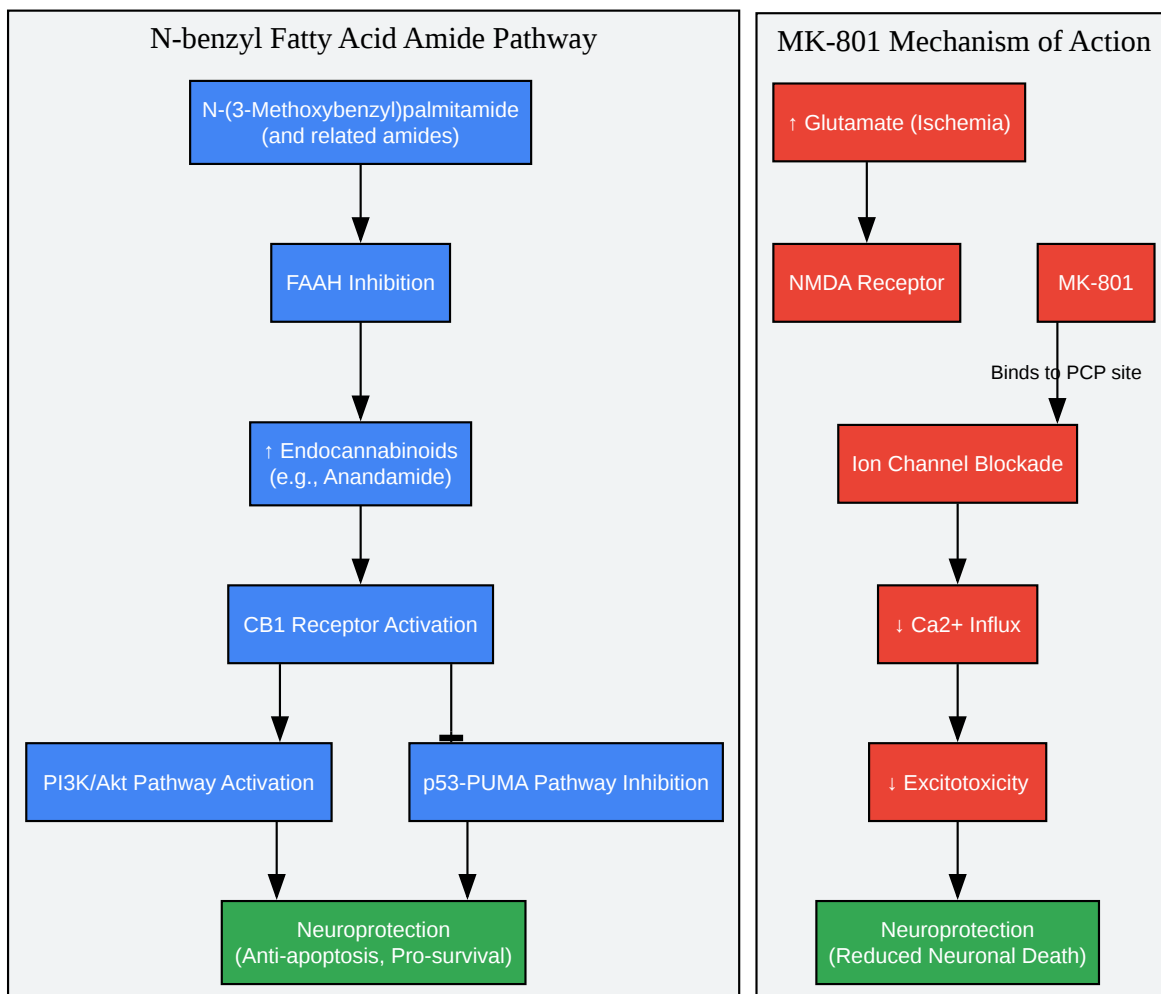 N-benzyl Fatty Acid Amide Pathway
N-(3-Methoxybenzyl)palmitamide
(and related amides)
FAAH Inhibition
↑ Endocannabinoids
(e.g., Anandamide)
CB1 Receptor Activation
PI3K/Akt Pathway Activation
p53-PUMA Pathway Inhibition
Neuroprotection
(Anti-apoptosis, Pro-survival)
MK-801 Mechanism of Action
↑ Glutamate (Ischemia)
NMDA Receptor
MK-801
Binds to PCP site
Ion Channel Blockade
↓ Ca2+ Influx
↓ Excitotoxicity
Neuroprotection
(Reduced Neuronal Death)